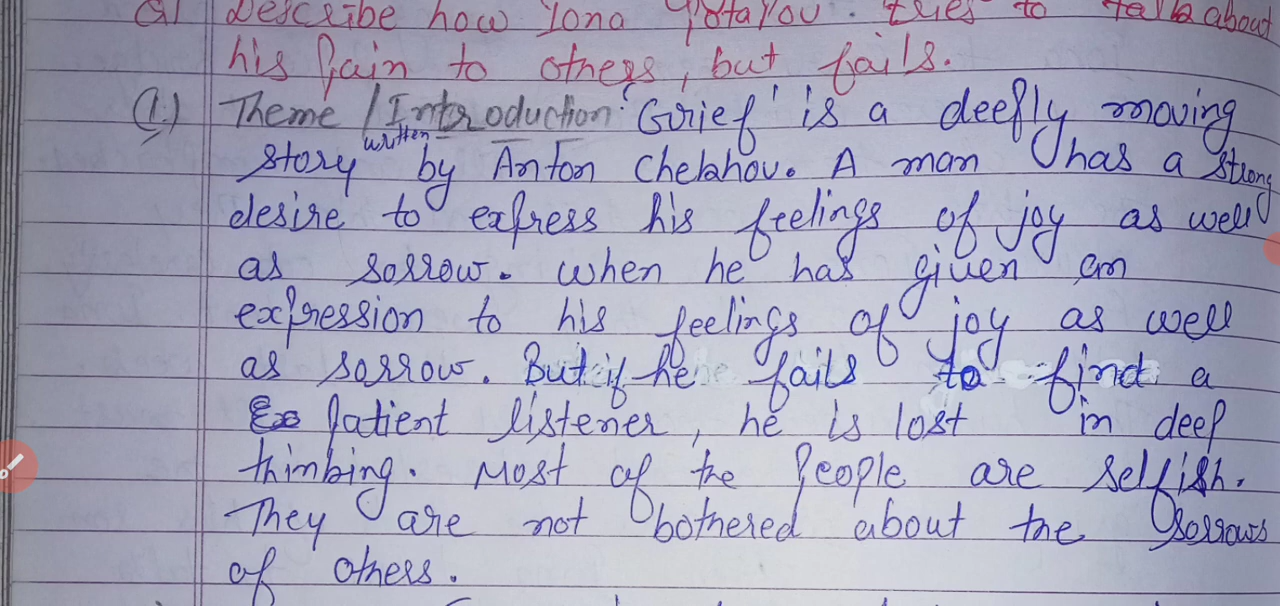 Q1 Describe how Iona Potapov. tries to talk about
his pain to others, but fails.
(1.) Theme / Introduction: 'Grief' is a deeply moving
story written by Anton Chekhov. A man has a strong
desire to express his feelings of joy as well
as sorrow. when he has given an
expression to his feelings of joy as well
as sorrow. But if he fails to find a
patient listener, he is lost in deep
thinking. Most of the People are selfish.
They are not bothered about the sorrows
of others.